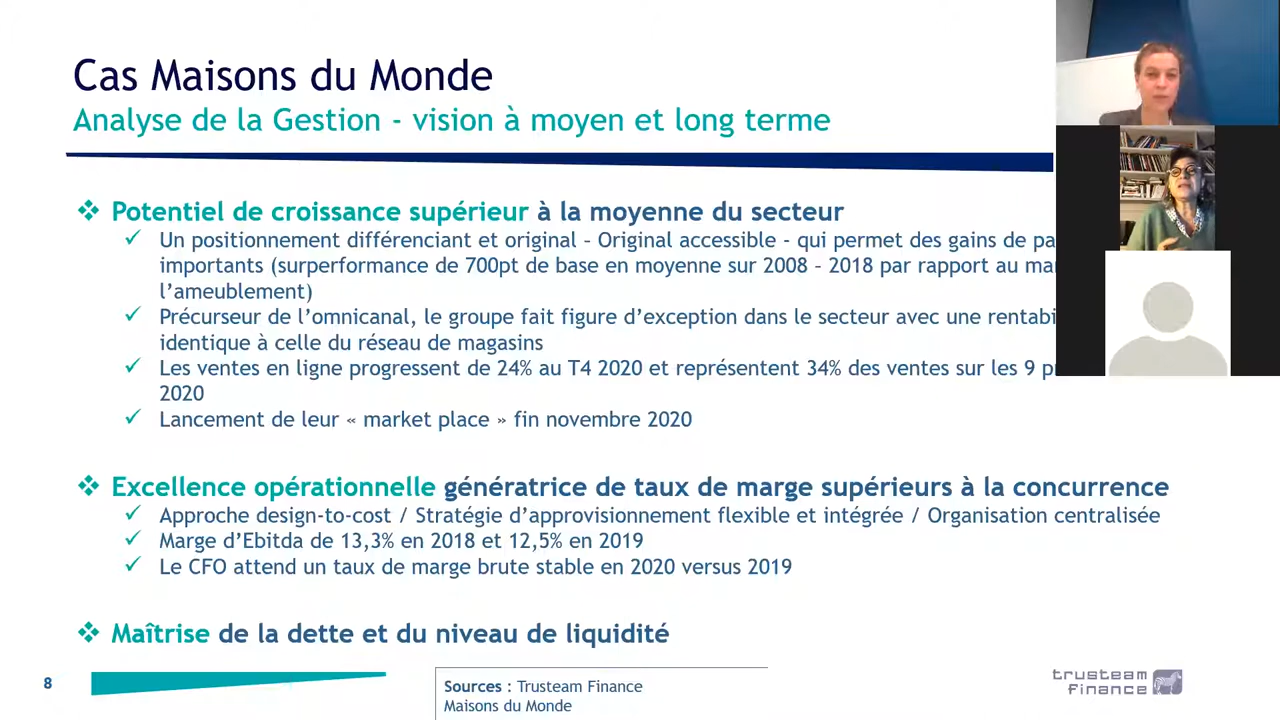 Cas Maisons du Monde
Analyse de la Gestion - vision à moyen et long terme
❖ Potentiel de croissance supérieur à la moyenne du secteur
✓ Un positionnement différenciant et original – Original accessible - qui permet des gains de
importants (surperformance de 700pt de base en moyenne sur 2008 – 2018 par rapport au
l’ameublement)
✓ Précurseur de l’omnicanal, le groupe fait figure d’exception dans le secteur avec une
identique à celle du réseau de magasins
✓ Les ventes en ligne progressent de 24% au T4 2020 et représentent 34% des ventes sur les 9
2020
✓ Lancement de leur « market place » fin novembre 2020
❖ Excellence opérationnelle génératrice de taux de marge supérieurs à la concurrence
✓ Approche design-to-cost / Stratégie d’approvisionnement flexible et intégrée / Organisation centralisée
✓ Marge d’Ebitda de 13,3% en 2018 et 12,5% en 2019
✓ Le CFO attend un taux de marge brute stable en 2020 versus 2019
❖ Maîtrise de la dette et du niveau de liquidité
8
Sources : Trusteam Finance
Maisons du Monde
trusteam
finance